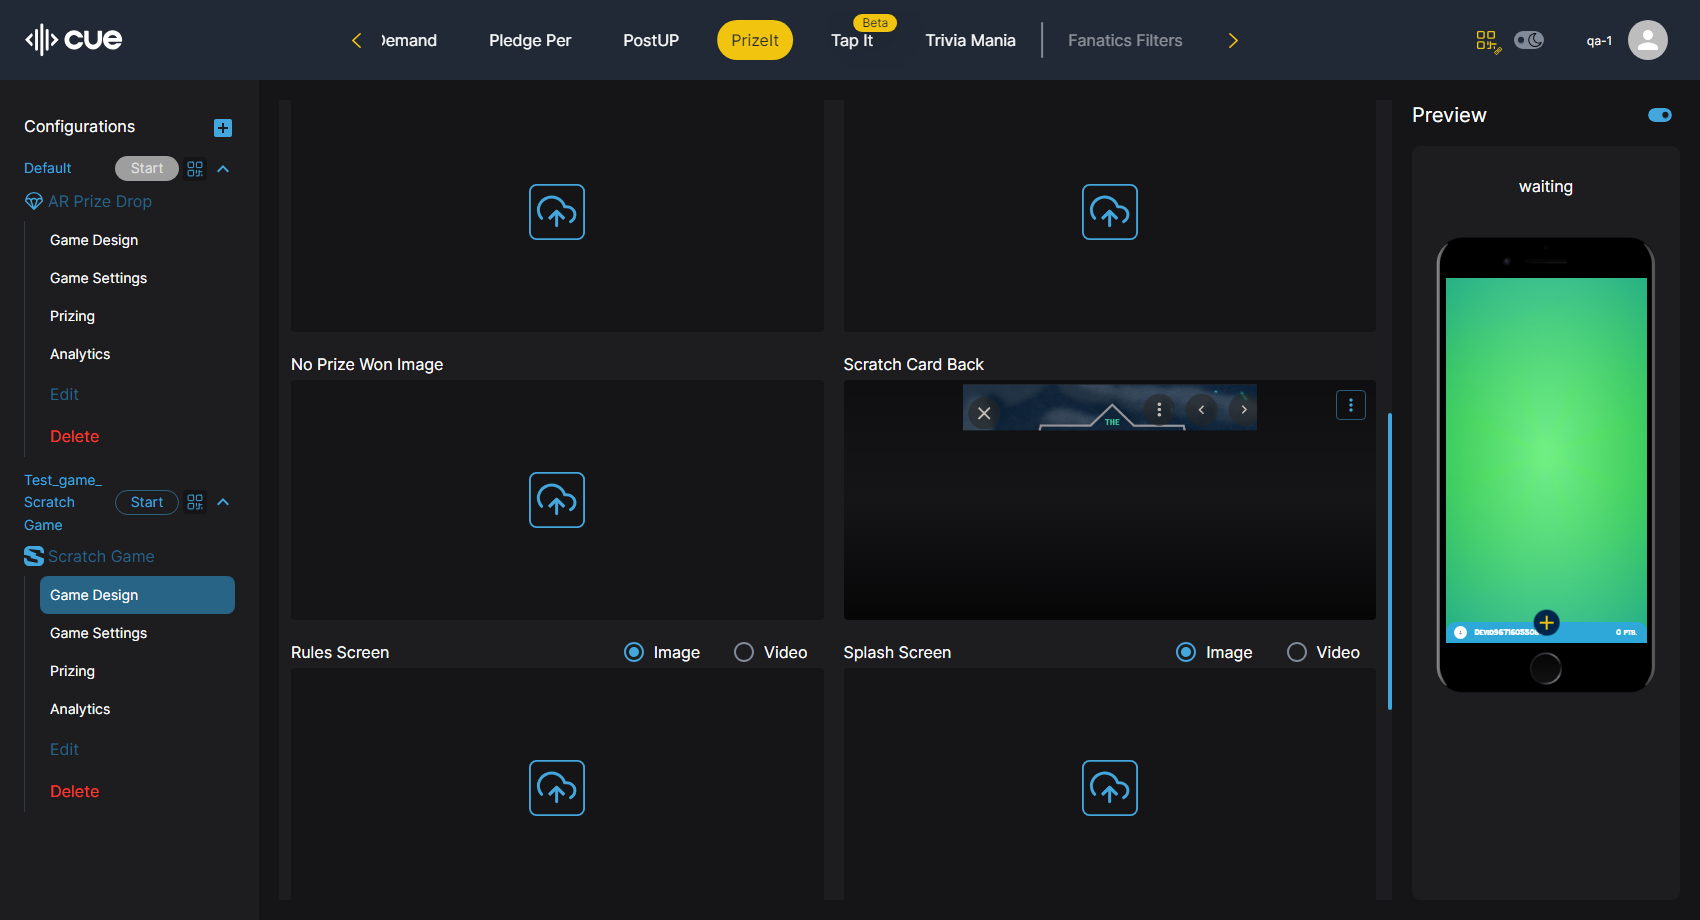 cue
Demand
Pledge Per
PostUP
PrizeIt
Beta
Tap It
Trivia Mania
Fanatics Filters
qa-1
Configurations
Default
Start
AR Prize Drop
Game Design
Game Settings
Prizing
Analytics
Edit
Delete
Test_game_
Scratch
Game
Start
Scratch Game
Game Design
Game Settings
Prizing
Analytics
Edit
Delete
No Prize Won Image
Scratch Card Back
THE
Rules Screen
Image
Video
Splash Screen
Image
Video
Preview
waiting
0 PTS.